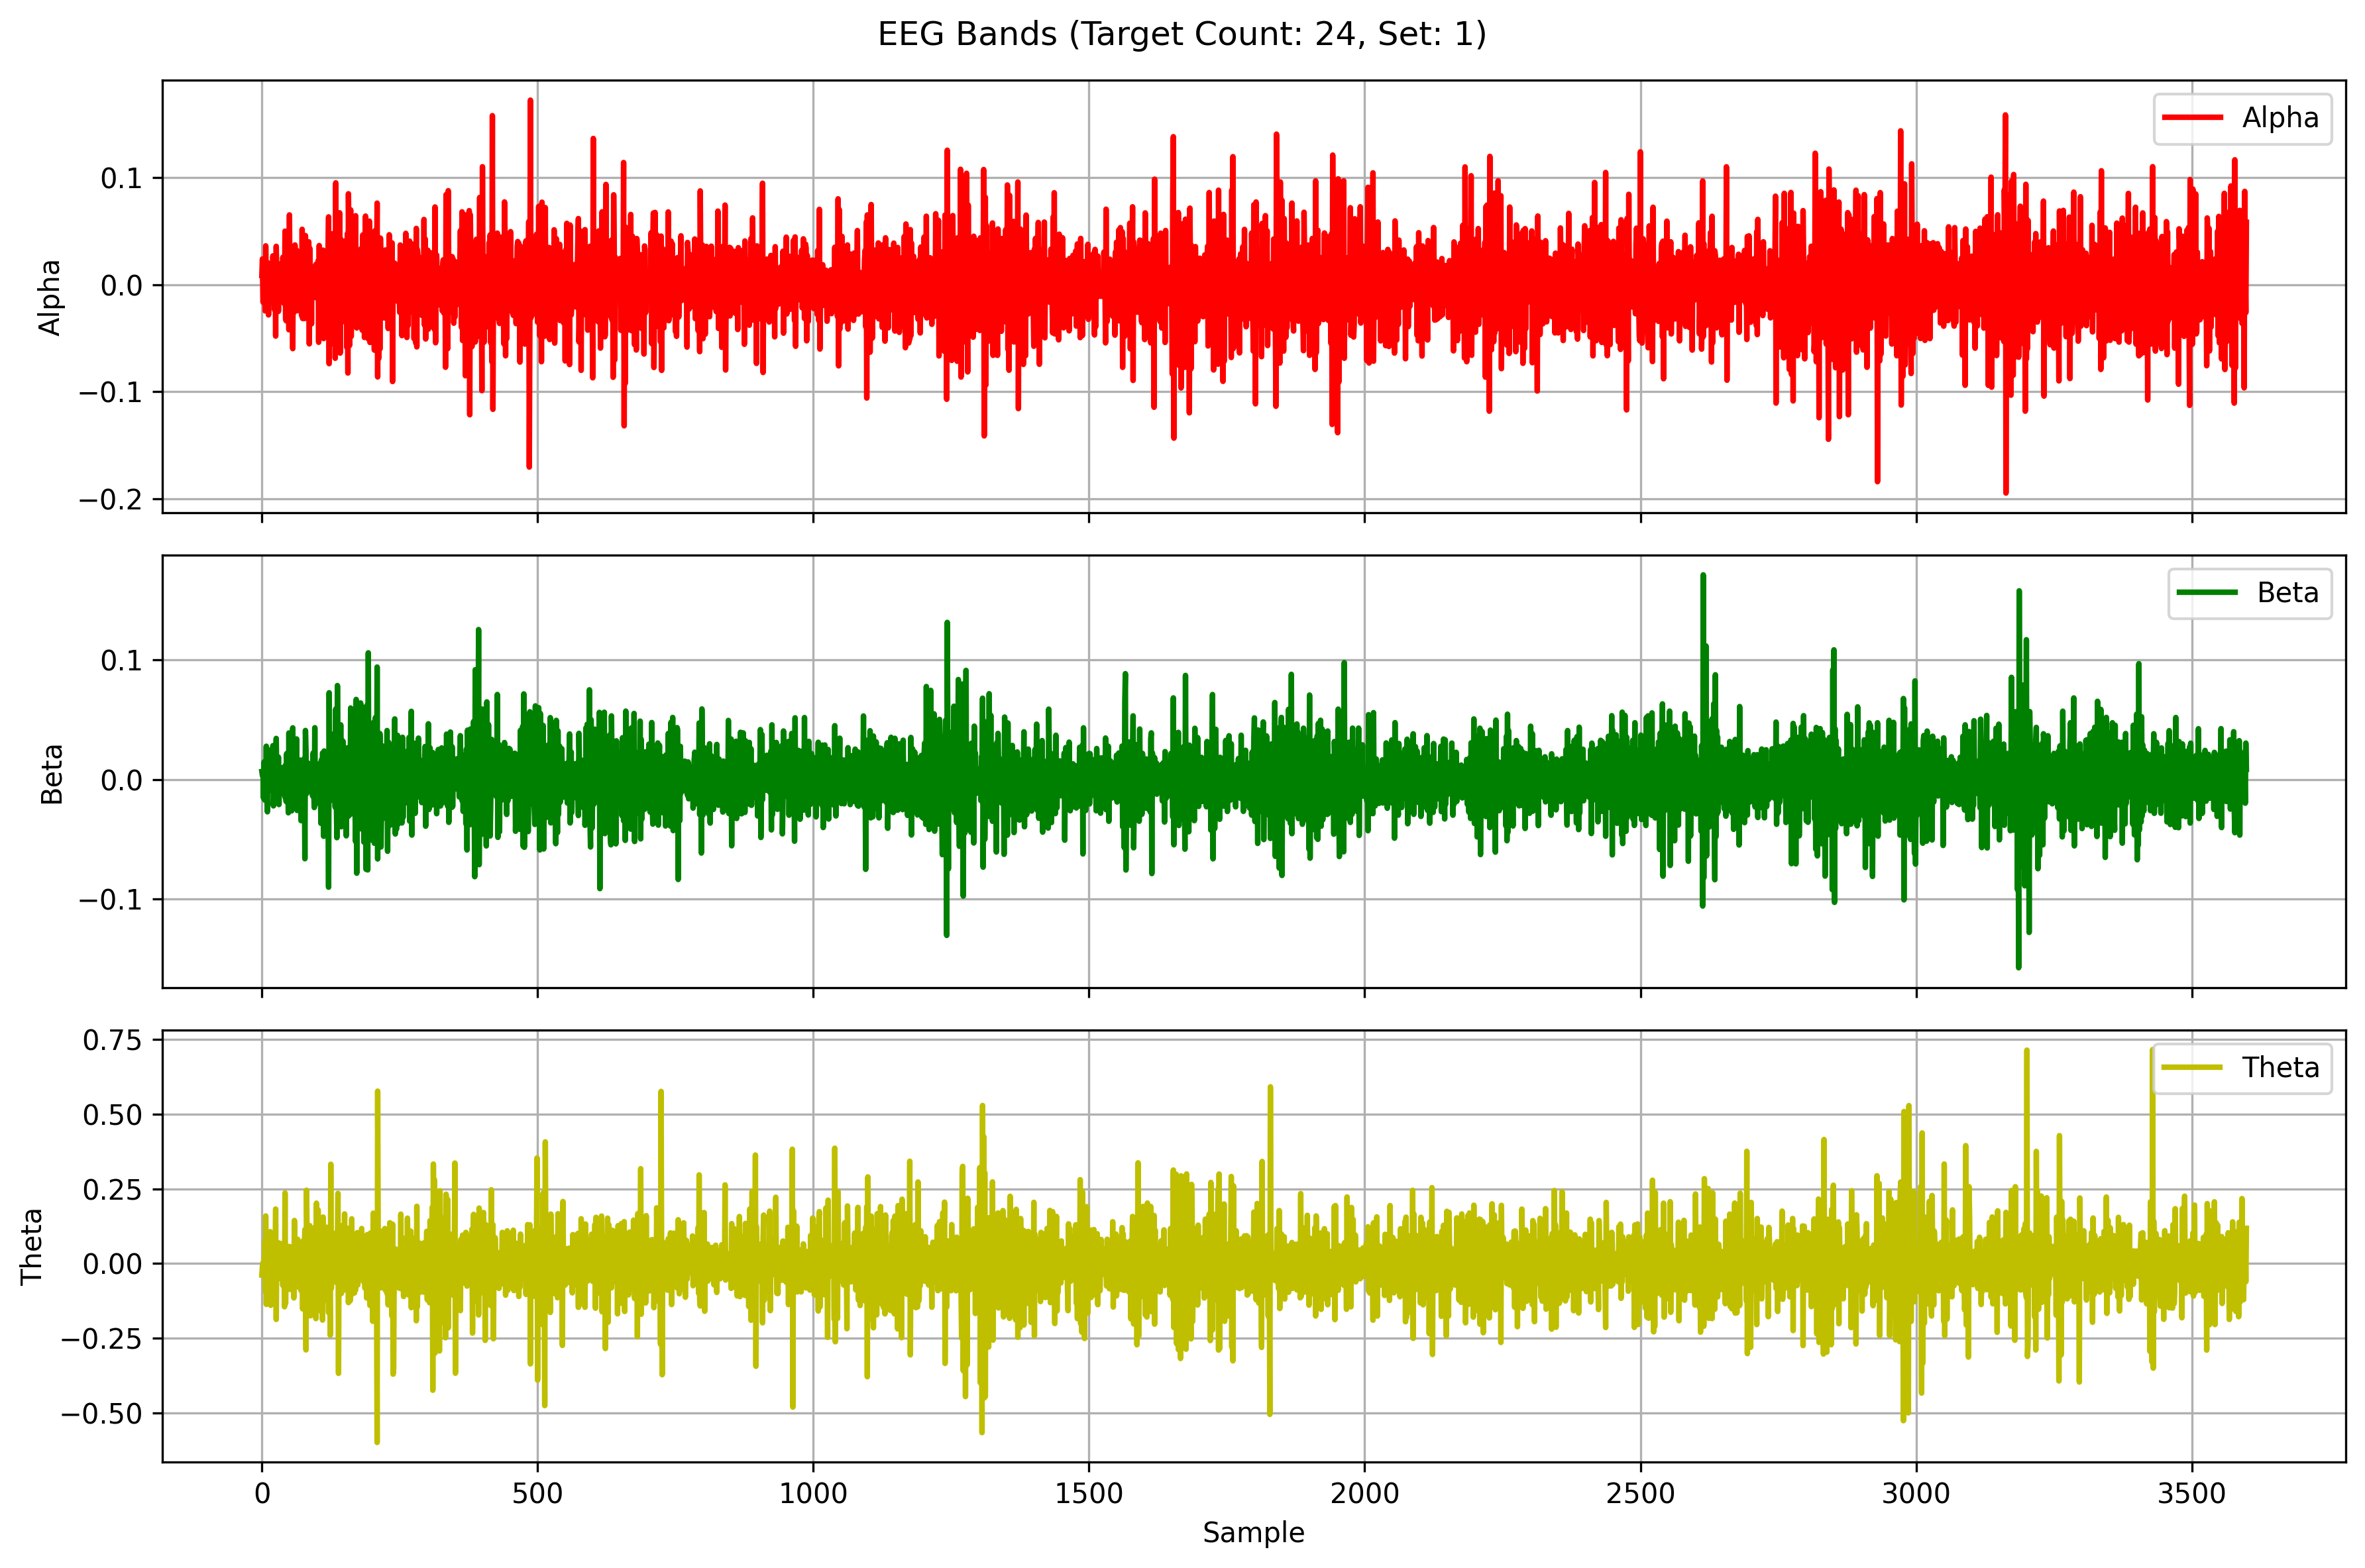 EEG Bands (Target Count: 24, Set: 1)
Alpha
0.1
0.0
−0.1
−0.2
Alpha
Beta
0.1
0.0
−0.1
Beta
Theta
0.75
0.50
0.25
0.00
−0.25
−0.50
Theta
0 500 1000 1500 2000 2500 3000 3500
Sample